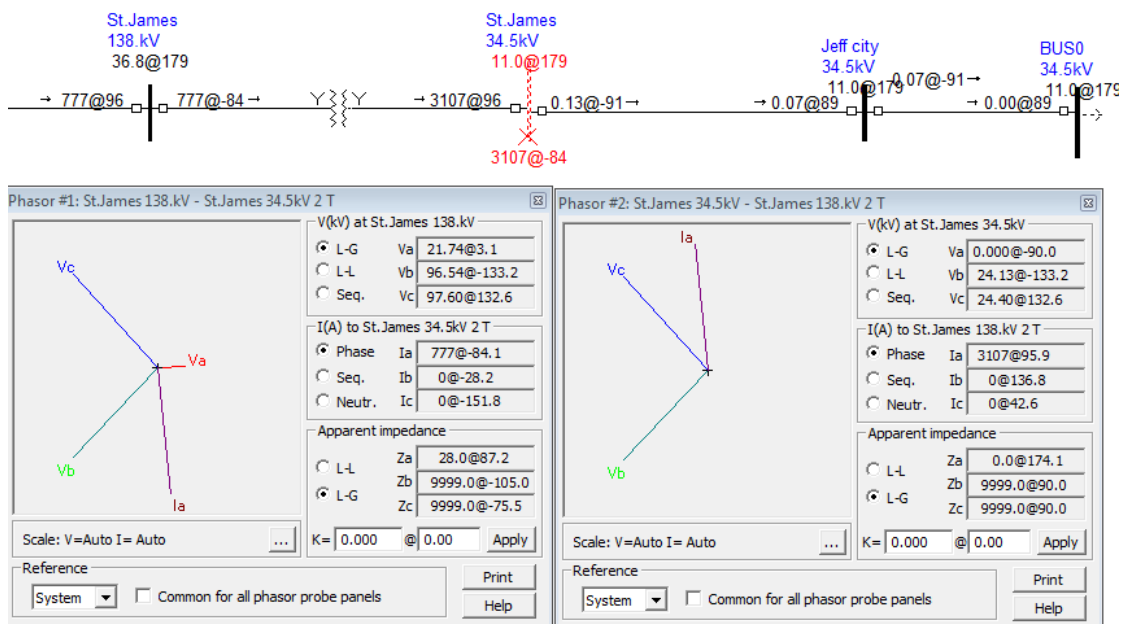 St.James
138.kV
36.8@179
St.James
34.5kV
11.0@179
Jeff city
34.5kV
11.0@179
0.07@-91→
BUS0
34.5kV
11.0@179
→ 777@96
777@-84 →
→ 3107@96
0.13@-91→
→ 0.07@89
→ 0.00@89
3107@-84
Phasor #1: St.James 138.kV - St.James 34.5kV 2 T
Vc
Va
Vb
Ia
V(kV) at St.James 138.kV
L-G Va 21.74@3.1
L-L Vb 96.54@-133.2
Seq. Vc 97.60@132.6
I(A) to St.James 34.5kV 2 T
Phase Ia 777@-84.1
Seq. Ib 0@-28.2
Neutr. Ic 0@-151.8
Apparent impedance
Za 28.0@87.2
L-L
Zb 9999.0@-105.0
L-G
Zc 9999.0@-75.5
Scale: V=Auto I= Auto ...
K= 0.000 @ 0.00 Apply
Reference
System Common for all phasor probe panels
Print
Help
Phasor #2: St.James 34.5kV - St.James 138.kV 2 T
Ia
Vc
Vb
V(kV) at St.James 34.5kV
L-G Va 0.000@-90.0
L-L Vb 24.13@-133.2
Seq. Vc 24.40@132.6
I(A) to St.James 138.kV 2 T
Phase Ia 3107@95.9
Seq. Ib 0@136.8
Neutr. Ic 0@42.6
Apparent impedance
Za 0.0@174.1
L-L
Zb 9999.0@90.0
L-G
Zc 9999.0@90.0
Scale: V=Auto I= Auto ...
K= 0.000 @ 0.00 Apply
Reference
System Common for all phasor probe panels
Print
Help